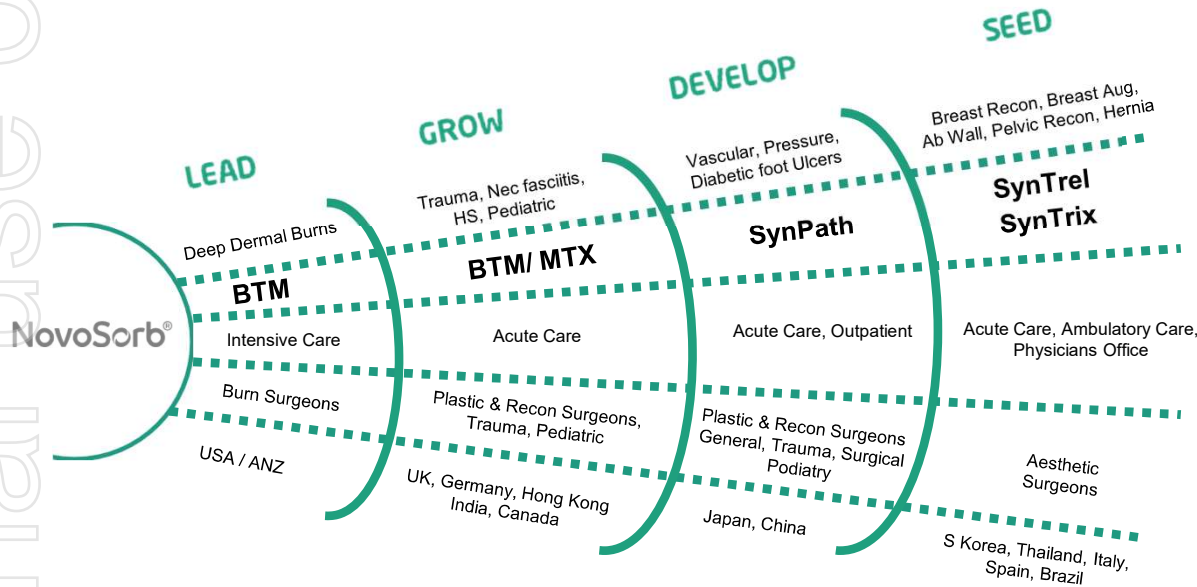 LEAD
GROW
DEVELOP
SEED
NovoSorb®
Deep Dermal Burns
BTM
Intensive Care
Burn Surgeons
USA / ANZ
Trauma, Nec fasciitis,
HS, Pediatric
BTM/ MTX
Acute Care
Plastic & Recon Surgeons,
Trauma, Pediatric
UK, Germany, Hong Kong
India, Canada
Vascular, Pressure,
Diabetic foot Ulcers
SynPath
Acute Care, Outpatient
Plastic & Recon Surgeons
General, Trauma, Surgical
Podiatry
Japan, China
Breast Recon, Breast Aug,
Ab Wall, Pelvic Recon, Hernia
SynTrel
SynTrix
Acute Care, Ambulatory Care,
Physicians Office
Aesthetic
Surgeons
S Korea, Thailand, Italy,
Spain, Brazil